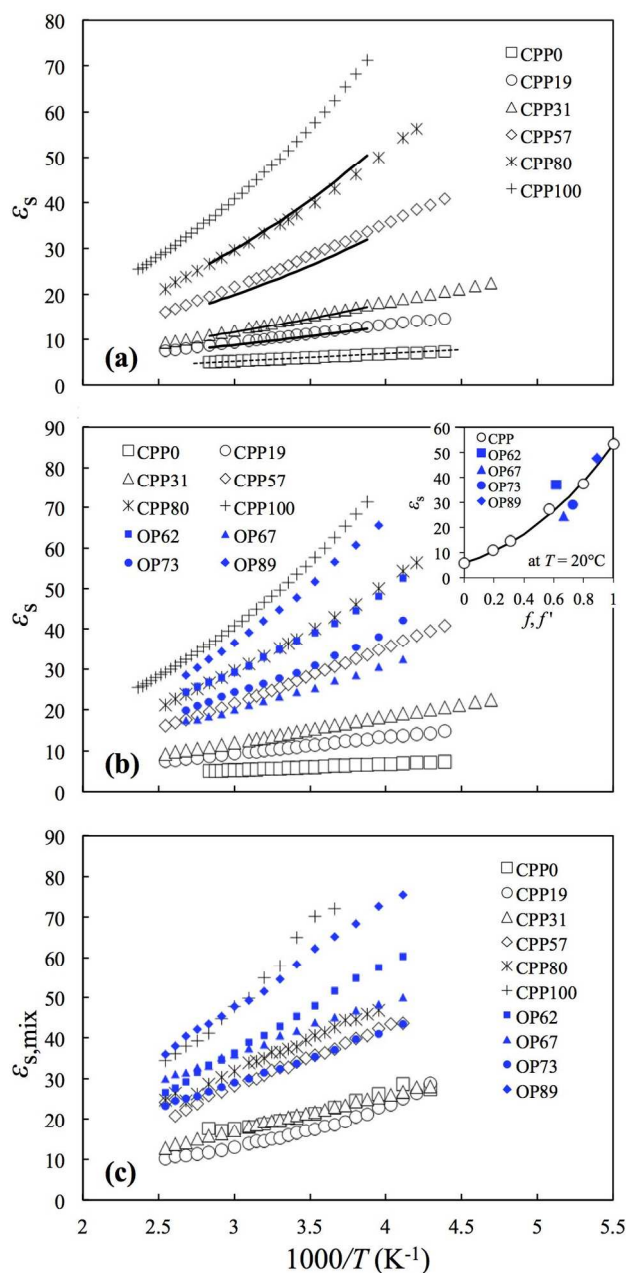 80
70
60
50
40
30
20
10
0
εs
(a)
CPP0
CPP19
CPP31
CPP57
CPP80
CPP100
90
80
70
60
50
40
30
20
10
0
εs
(b)
CPP0 CPP19
CPP31 CPP57
CPP80 CPP100
OP62 OP67
OP73 OP89
60
50
40
30
20
10
0
εs
CPP
OP62
OP67
OP73
OP89
at T = 20°C
0 0.2 0.4 0.6 0.8 1
f, f'
90
80
70
60
50
40
30
20
10
0
εs,mix
(c)
CPP0
CPP19
CPP31
CPP57
CPP80
CPP100
OP62
OP67
OP73
OP89
2 2.5 3 3.5 4 4.5 5 5.5
1000/T (K⁻¹)